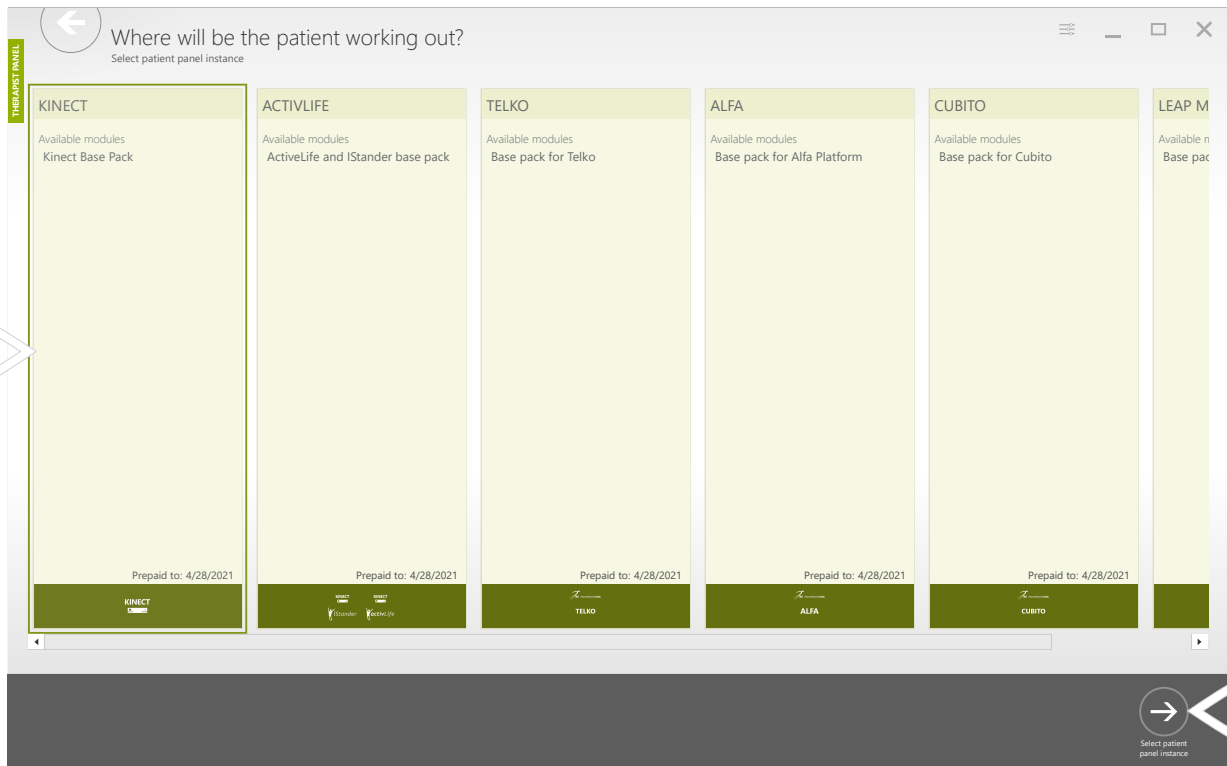 Where will be the patient working out?
Select patient panel instance
THERAPIST PANEL
KINECT
Available modules
Kinect Base Pack
Prepaid to: 4/28/2021
KINECT
ACTIVLIFE
Available modules
ActiveLife and IStander base pack
Prepaid to: 4/28/2021
KINECT KINECT
iStander activLife
TELKO
Available modules
Base pack for Telko
Prepaid to: 4/28/2021
TELKO
ALFA
Available modules
Base pack for Alfa Platform
Prepaid to: 4/28/2021
ALFA
CUBITO
Available modules
Base pack for Cubito
Prepaid to: 4/28/2021
CUBITO
LEAP M
Available n
Base pac
Select patient
panel instance